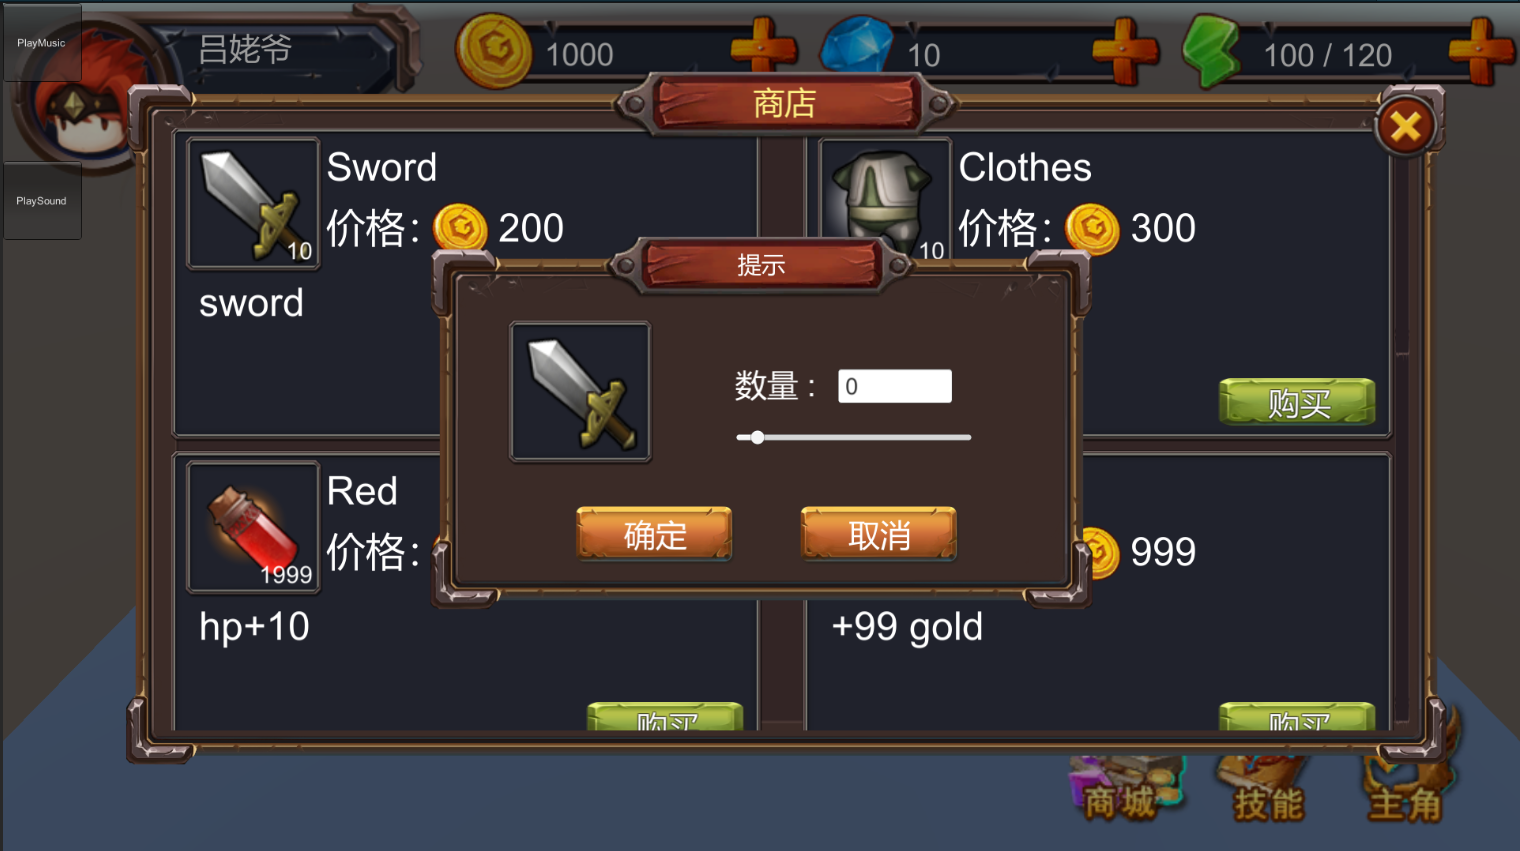 PlayMusic
吕姥爷
1000
10
100 / 120
商店
PlaySound
Sword
价格：
200
10
sword
Clothes
价格：
300
10
购买
提示
数量：
0
确定
取消
Red
价格：
1999
hp+10
购买
999
+99 gold
购买
商城
技能
主角